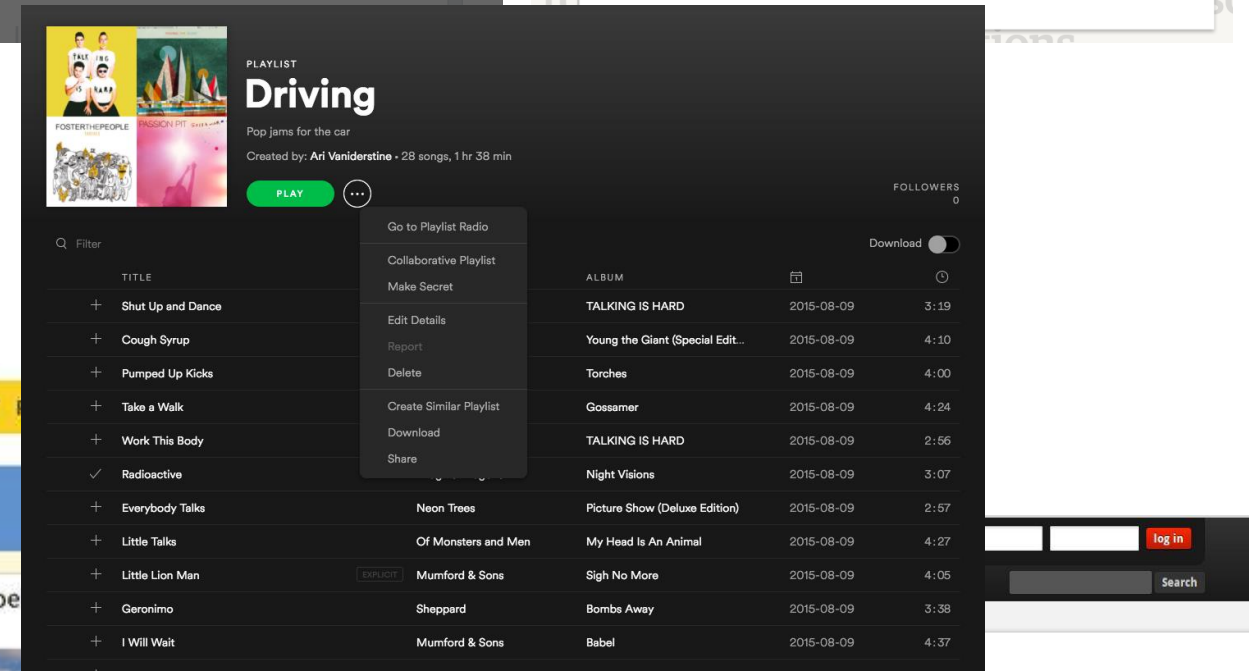 TALK ING
IS HARD
FOSTERTHEPEOPLE
PASSION PIT
PLAYLIST
Driving
Pop jams for the car
Created by: Ari Vaniderstine • 28 songs, 1 hr 38 min
PLAY
FOLLOWERS
0
Go to Playlist Radio
Collaborative Playlist
Make Secret
Edit Details
Report
Delete
Create Similar Playlist
Download
Share
Filter
Download
TITLE ALBUM
Shut Up and Dance TALKING IS HARD 2015-08-09 3:19
Cough Syrup Young the Giant (Special Edit... 2015-08-09 4:10
Pumped Up Kicks Torches 2015-08-09 4:00
Take a Walk Gossamer 2015-08-09 4:24
Work This Body TALKING IS HARD 2015-08-09 2:56
Radioactive Night Visions 2015-08-09 3:07
Everybody Talks Neon Trees Picture Show (Deluxe Edition) 2015-08-09 2:57
Little Talks Of Monsters and Men My Head Is An Animal 2015-08-09 4:27
Little Lion Man EXPLICIT Mumford & Sons Sigh No More 2015-08-09 4:05
Geronimo Sheppard Bombs Away 2015-08-09 3:38
I Will Wait Mumford & Sons Babel 2015-08-09 4:37
log in
Search